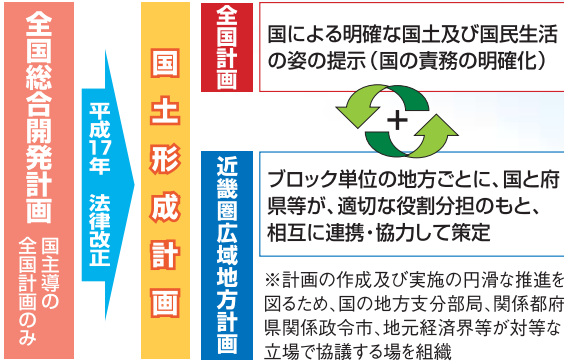 全国総合開発計画
国主導の
全国計画のみ
平成17年 法律改正
国土形成計画
全国計画
国による明確な国土及び国民生活
の姿の提示(国の責務の明確化)
+
近畿圏広域地方計画
ブロック単位の地方ごとに、国と府
県等が、適切な役割分担のもと、
相互に連携・協力して策定
※計画の作成及び実施の円滑な推進を
図るため、国の地方支分部局、関係都府
県関係政令市、地元経済界等が対等な
立場で協議する場を組織